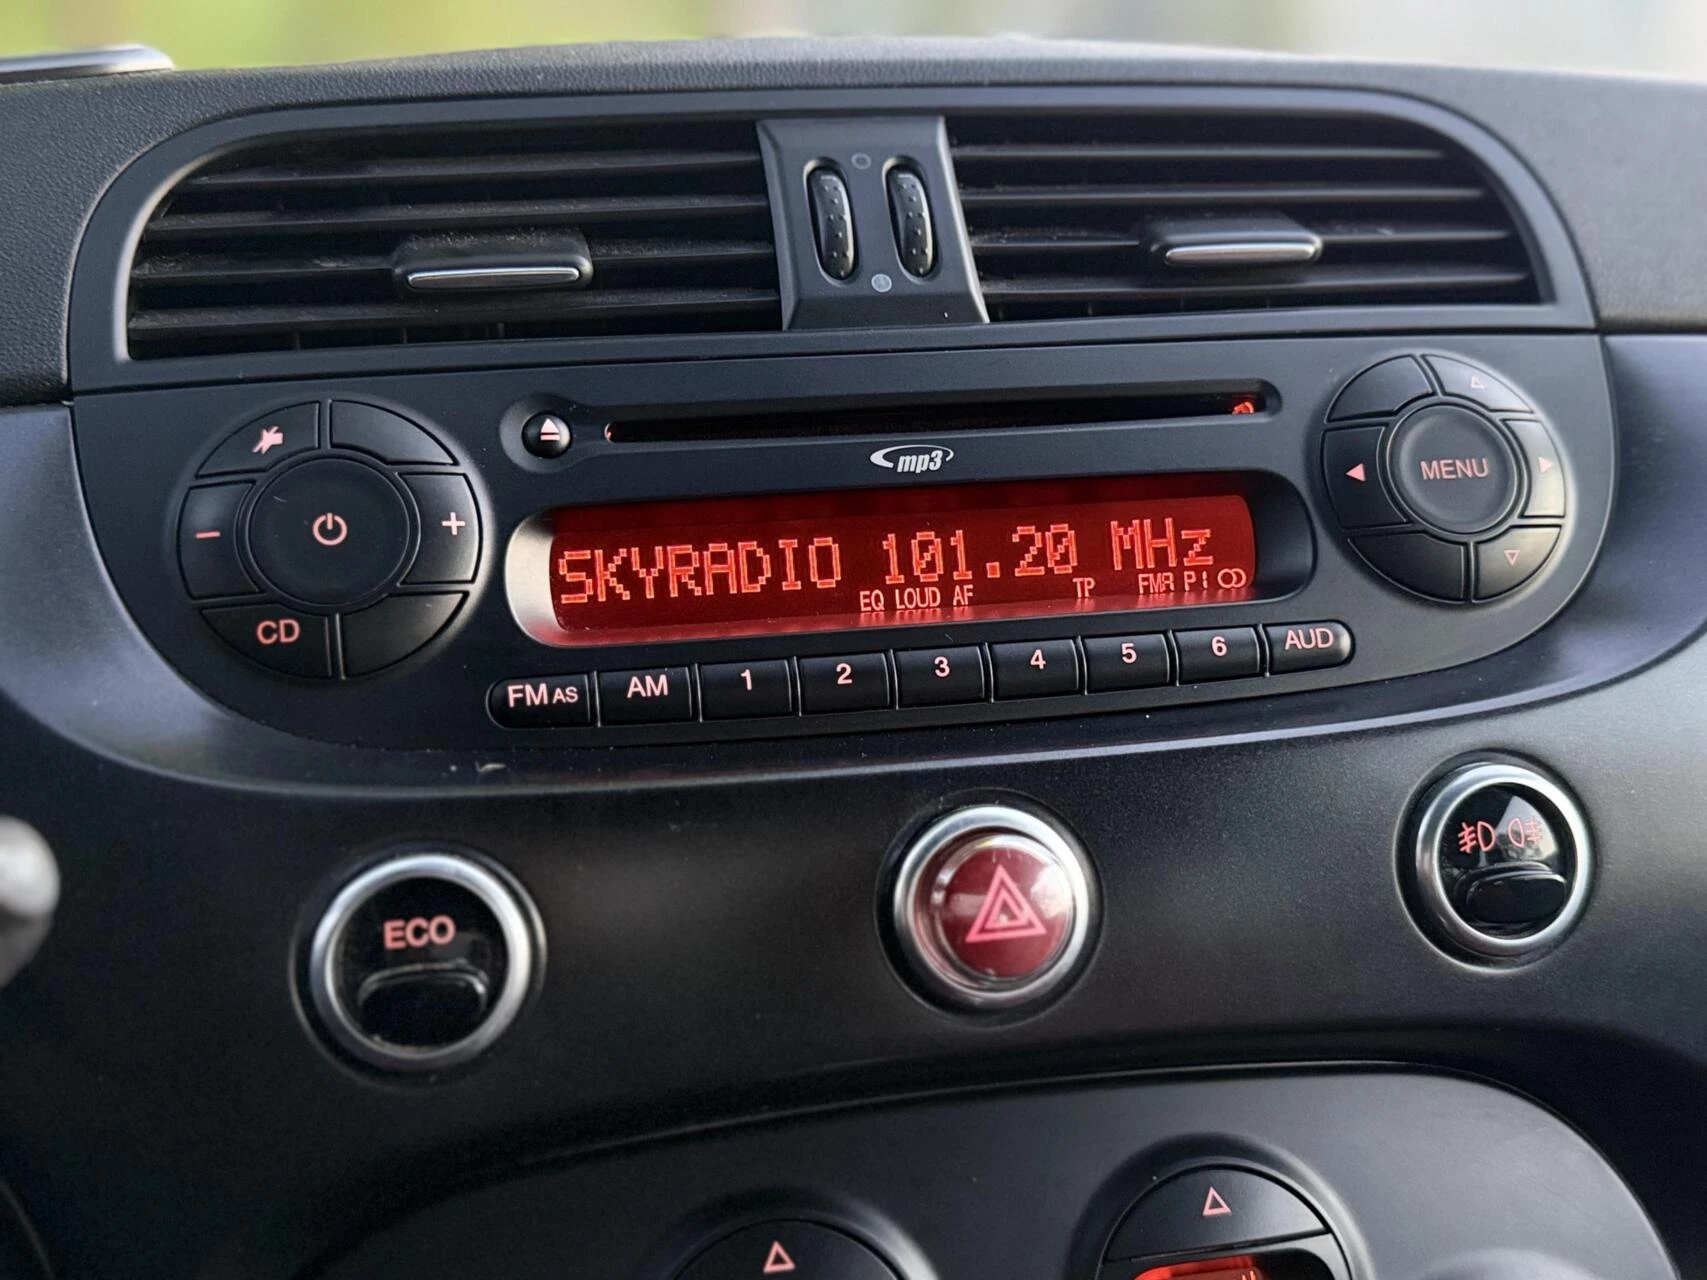 mp3
MENU
SKYRADIO 101.20 MHz
EQ LOUD AF TP FMA P1
CD
FM AS AM 1 2 3 4 5 6 AUD
ECO